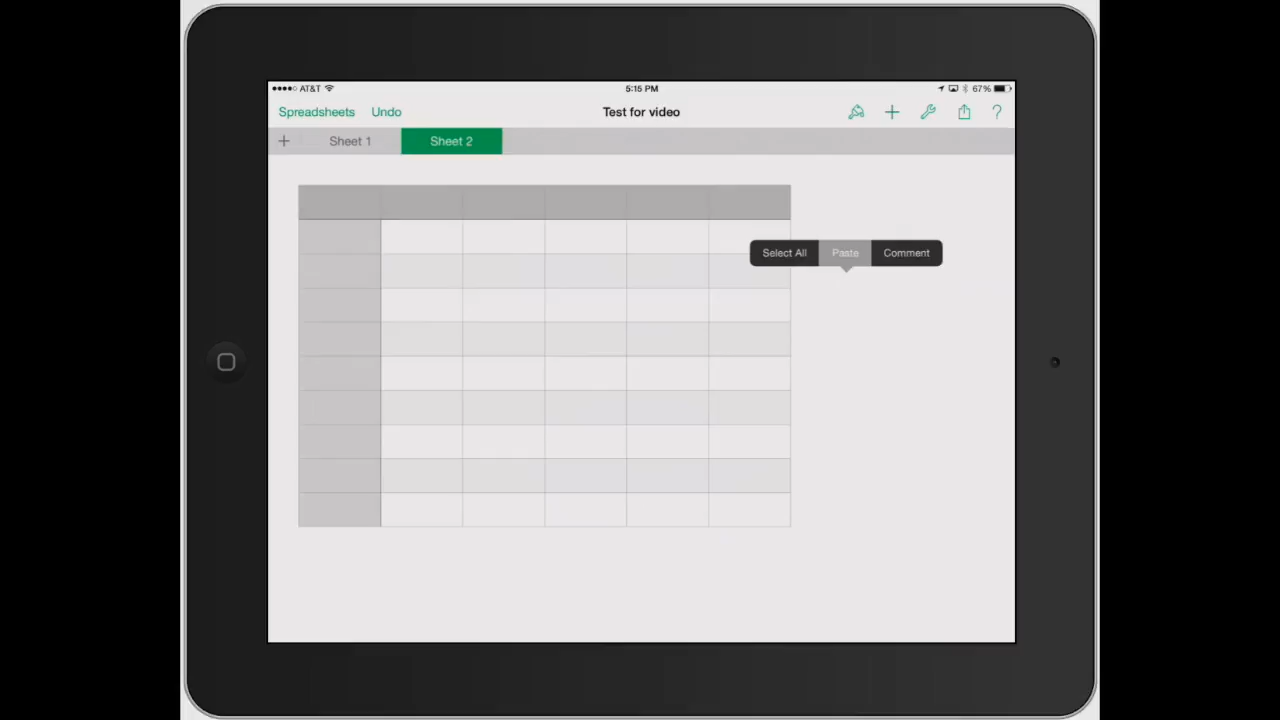 AT&T 5:15 PM 67%
Spreadsheets Undo Test for video ?
Sheet 1 Sheet 2
Select All Paste Comment